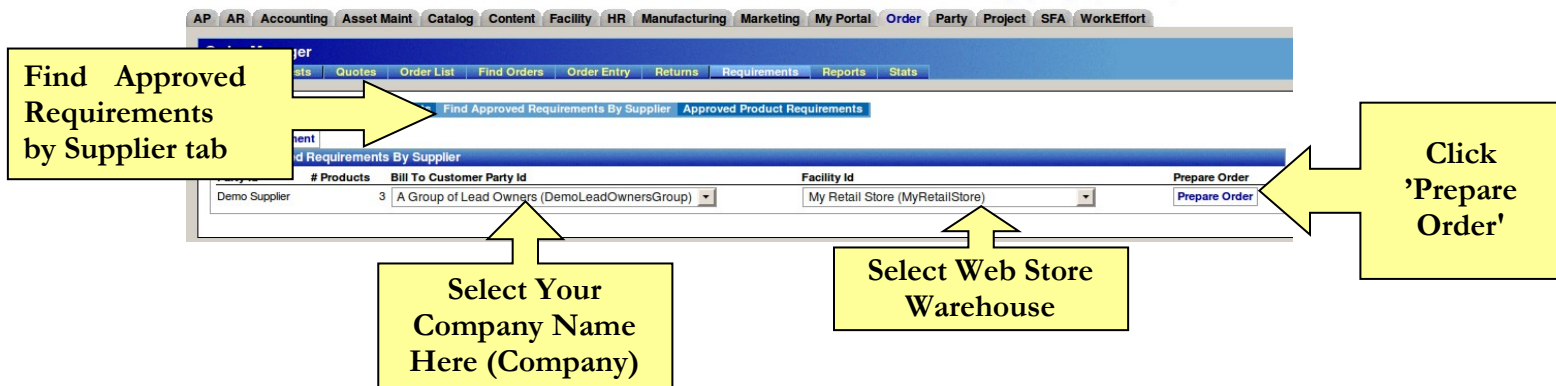 AP AR Accounting Asset Maint Catalog Content Facility HR Manufacturing Marketing My Portal Order Party Project SFA WorkEffort
Quotes Order List Find Orders Order Entry Returns Requirements Reports Stats
Find Approved Requirements By Supplier Approved Product Requirements
Requirements By Supplier
# Products Bill To Customer Party Id Facility Id Prepare Order
Demo Supplier 3 A Group of Lead Owners (DemoLeadOwnersGroup) My Retail Store (MyRetailStore) Prepare Order
Find Approved
Requirements
by Supplier tab
Select Your
Company Name
Here (Company)
Select Web Store
Warehouse
Click
’Prepare
Order'